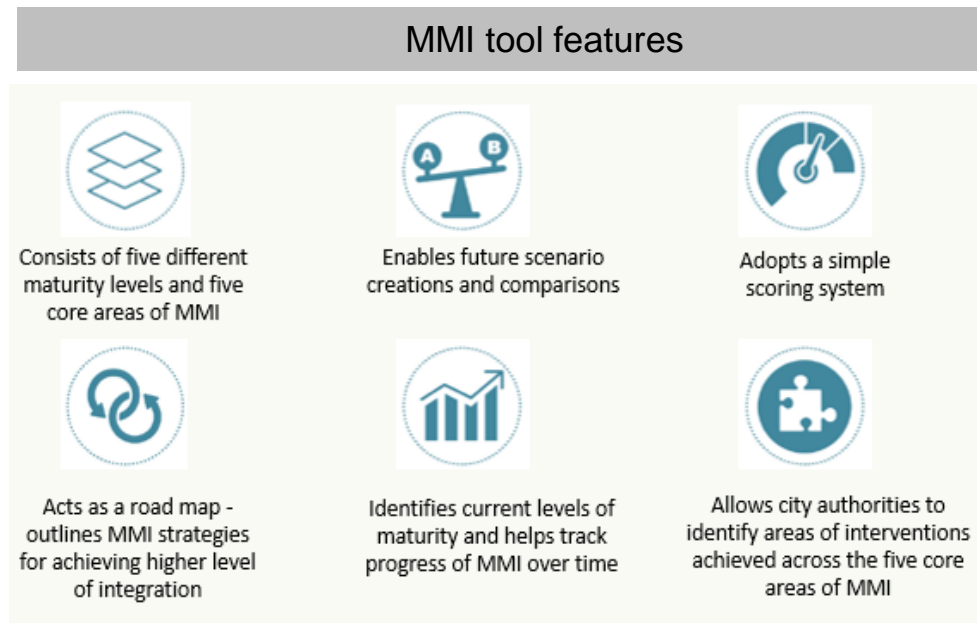 MMI tool features
A
B
Consists of five different
maturity levels and five
core areas of MMI
Enables future scenario
creations and comparisons
Adopts a simple
scoring system
Acts as a road map -
outlines MMI strategies
for achieving higher level
of integration
Identifies current levels of
maturity and helps track
progress of MMI over time
Allows city authorities to
identify areas of interventions
achieved across the five core
areas of MMI